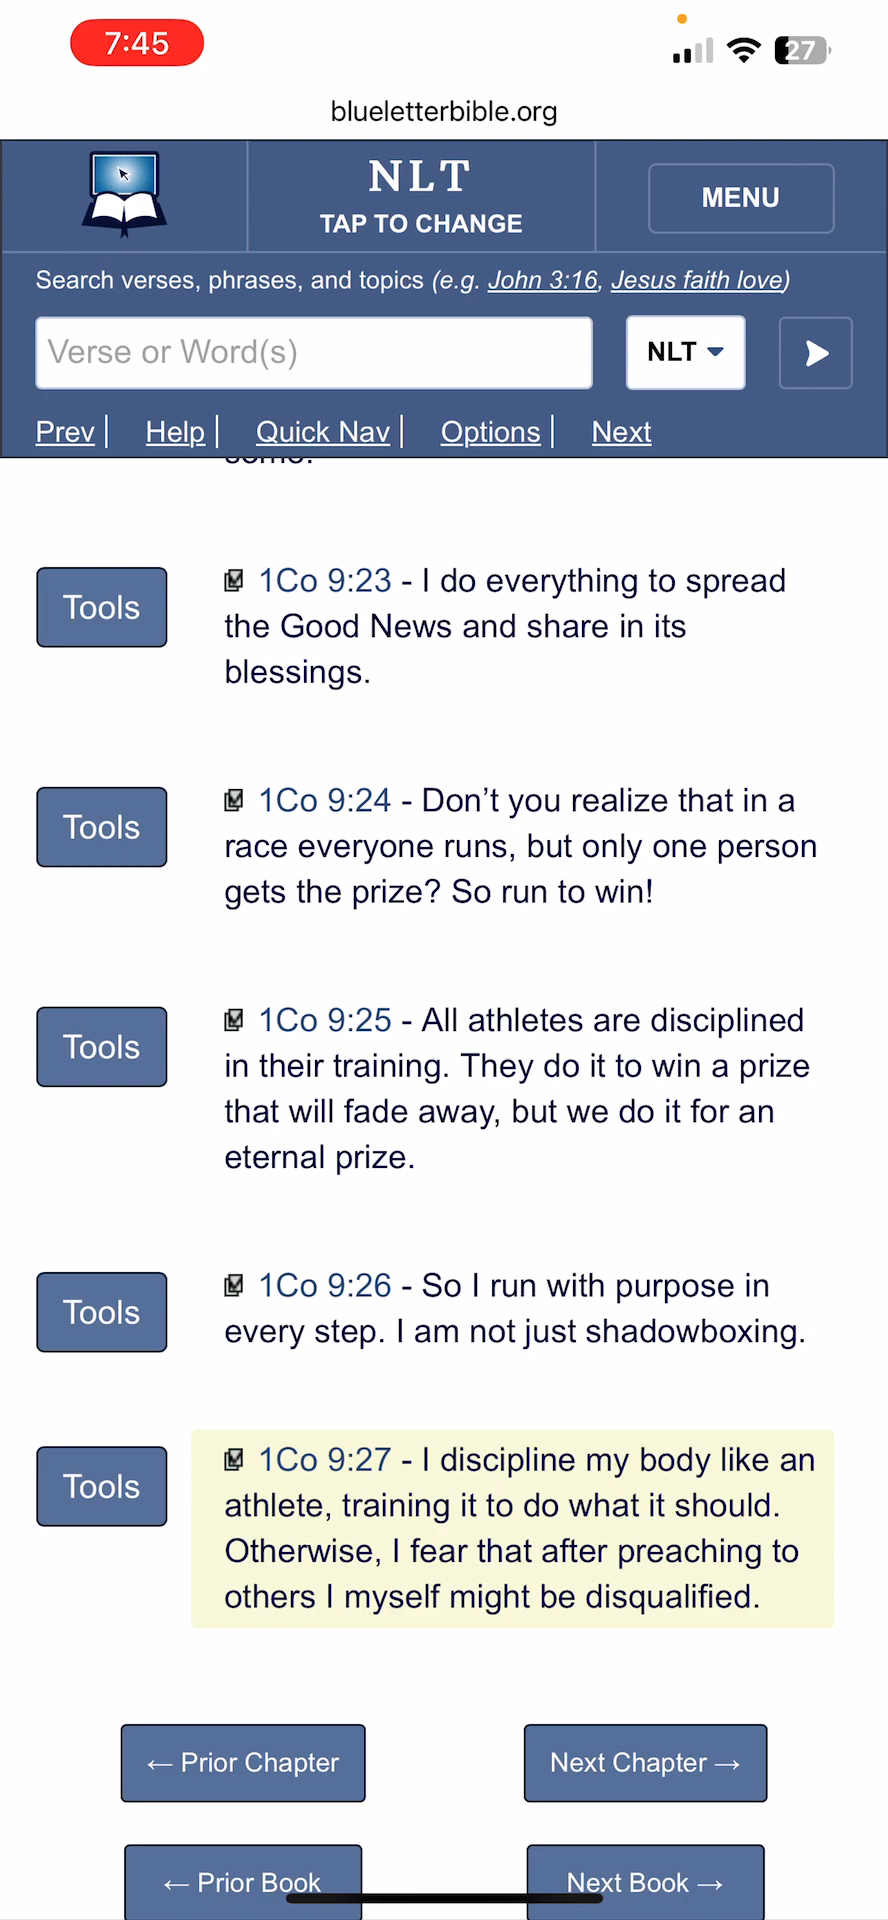 7:45
27
blueletterbible.org
NLT
TAP TO CHANGE
MENU
Search verses, phrases, and topics (e.g. John 3:16, Jesus faith love)
Verse or Word(s)
NLT
Prev | Help | Quick Nav | Options | Next
some.
Tools
1Co 9:23 - I do everything to spread
the Good News and share in its
blessings.
Tools
1Co 9:24 - Don’t you realize that in a
race everyone runs, but only one person
gets the prize? So run to win!
Tools
1Co 9:25 - All athletes are disciplined
in their training. They do it to win a prize
that will fade away, but we do it for an
eternal prize.
Tools
1Co 9:26 - So I run with purpose in
every step. I am not just shadowboxing.
Tools
1Co 9:27 - I discipline my body like an
athlete, training it to do what it should.
Otherwise, I fear that after preaching to
others I myself might be disqualified.
← Prior Chapter
Next Chapter →
← Prior Book
Next Book →